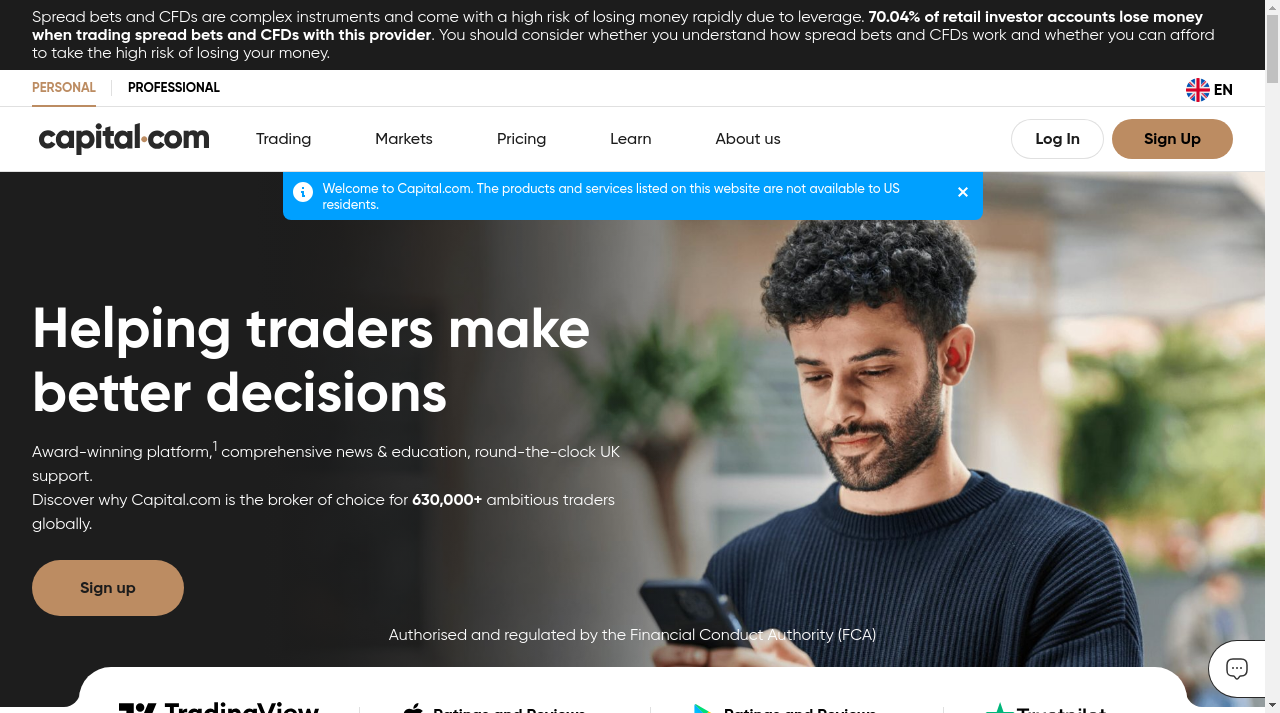 Spread bets and CFDs are complex instruments and come with a high risk of losing money rapidly due to leverage. 70.04% of retail investor accounts lose money
when trading spread bets and CFDs with this provider. You should consider whether you understand how spread bets and CFDs work and whether you can afford
to take the high risk of losing your money.
PERSONAL PROFESSIONAL EN
capital.com Trading Markets Pricing Learn About us Log In Sign Up
Welcome to Capital.com. The products and services listed on this website are not available to US
residents.
Helping traders make
better decisions
Award-winning platform,1 comprehensive news & education, round-the-clock UK
support.
Discover why Capital.com is the broker of choice for 630,000+ ambitious traders
globally.
Sign up
Authorised and regulated by the Financial Conduct Authority (FCA)
TradingView Ratings and Reviews Ratings and Reviews Trustpilot